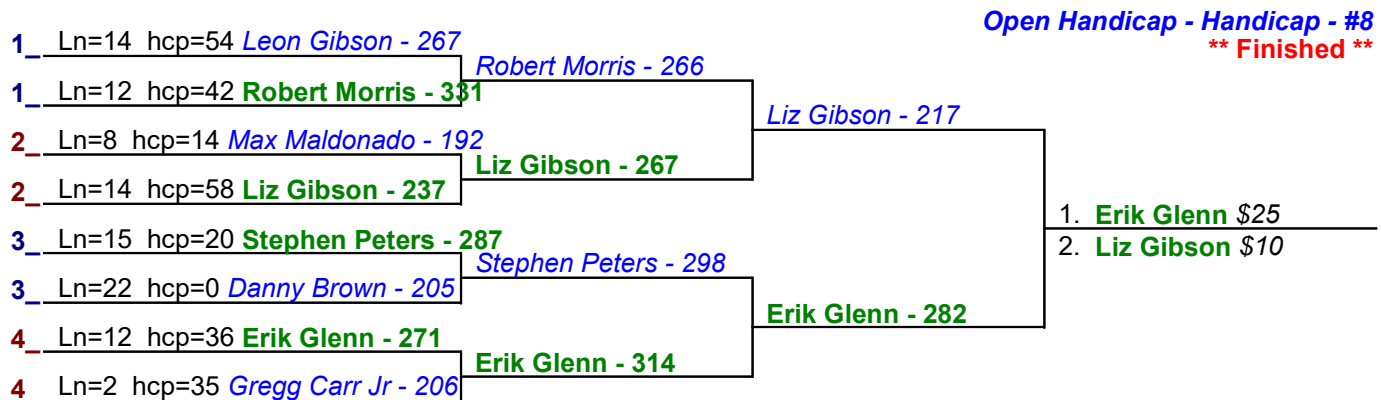 Open Handicap - Handicap - #8
** Finished **
1_ Ln=14 hcp=54 Leon Gibson - 267
Robert Morris - 266
1_ Ln=12 hcp=42 Robert Morris - 331
Liz Gibson - 217
2_ Ln=8 hcp=14 Max Maldonado - 192
Liz Gibson - 267
2_ Ln=14 hcp=58 Liz Gibson - 237
1. Erik Glenn $25
3_ Ln=15 hcp=20 Stephen Peters - 287
2. Liz Gibson $10
Stephen Peters - 298
3_ Ln=22 hcp=0 Danny Brown - 205
Erik Glenn - 282
4_ Ln=12 hcp=36 Erik Glenn - 271
Erik Glenn - 314
4 Ln=2 hcp=35 Gregg Carr Jr - 206